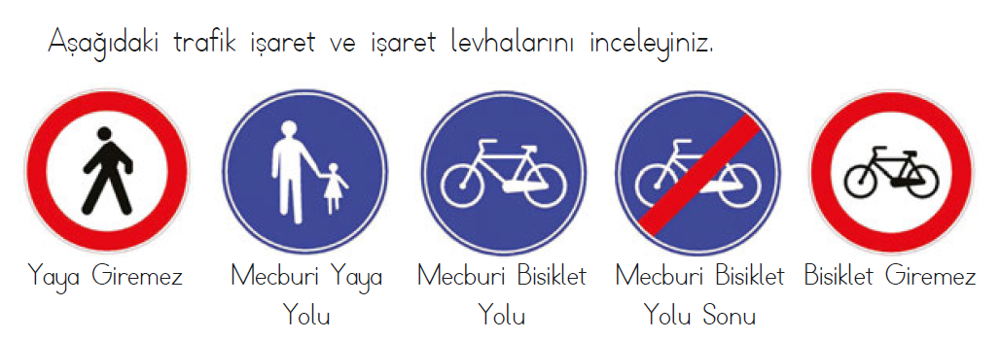 Aşağıdaki trafik işaret ve işaret levhalarını inceleyiniz.
Yaya Giremez
Mecburi Yaya
Yolu
Mecburi Bisiklet
Yolu
Mecburi Bisiklet
Yolu Sonu
Bisiklet Giremez